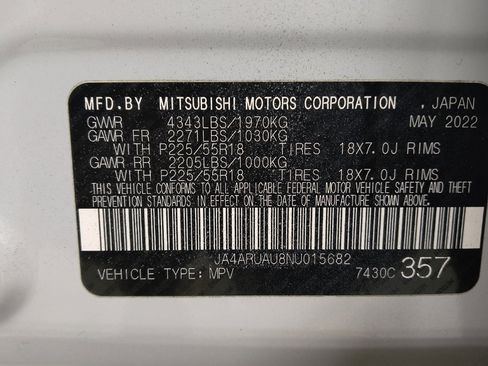 MFD.BY MITSUBISHI MOTORS CORPORATION , JAPAN
GVWR 4343LBS/1970KG MAY 2022
GAWR FR 2271LBS/1030KG
WITH P225/55R18 TIRES 18X7.0J RIMS
GAWR RR 2205LBS/1000KG
WITH P225/55R18 TIRES 18X7.0J RIMS
THIS VEHICLE CONFORMS TO ALL APPLICABLE FEDERAL MOTOR VEHICLE SAFETY AND THEFT
PREVENTION STANDARDS IN EFFECT ON THE DATE OF MANUFACTURE SHOWN ABOVE.
JA4ARUAU8NU015682
VEHICLE TYPE: MPV 7430C 357